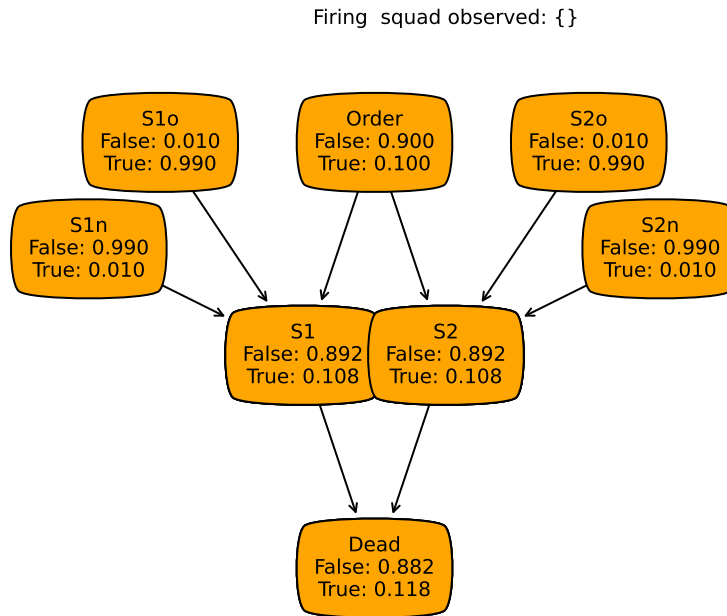 Firing  squad observed: {}
S1o
False: 0.010
True: 0.990
Order
False: 0.900
True: 0.100
S2o
False: 0.010
True: 0.990
S1n
False: 0.990
True: 0.010
S2n
False: 0.990
True: 0.010
S1
False: 0.892
True: 0.108
S2
False: 0.892
True: 0.108
Dead
False: 0.882
True: 0.118